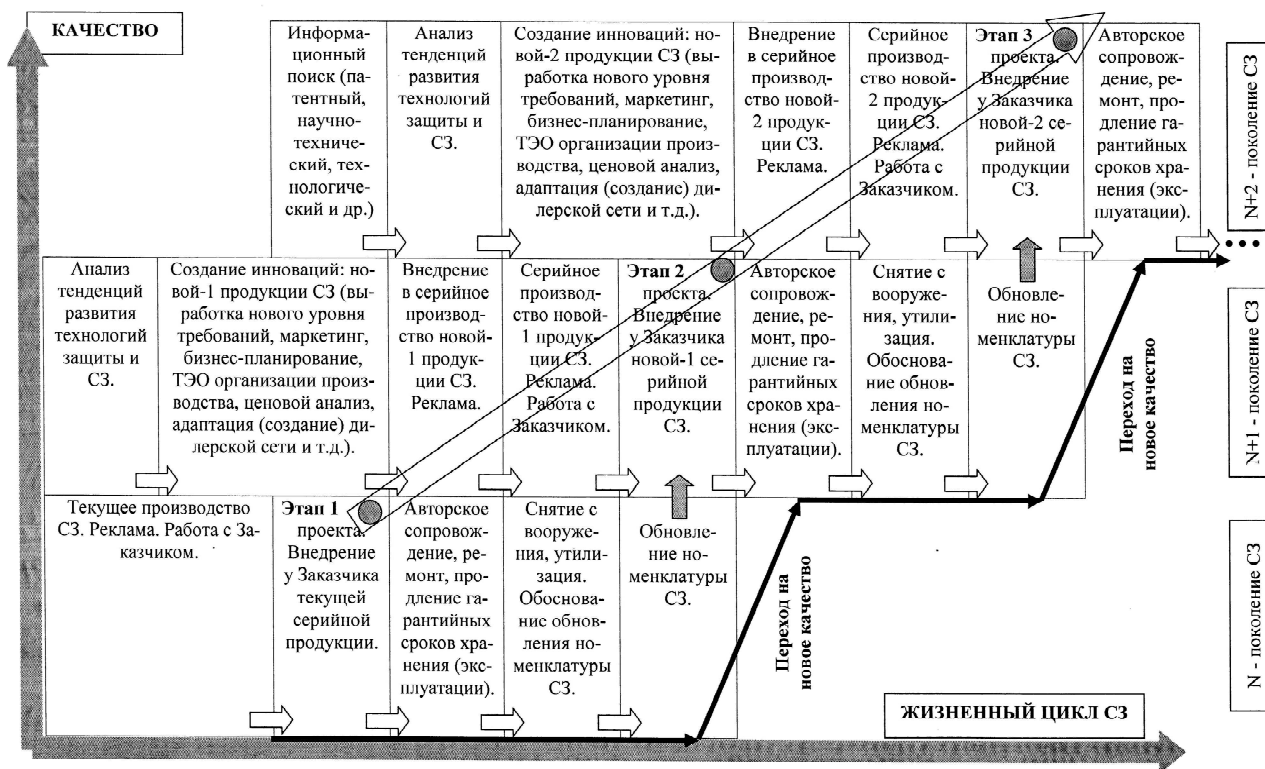 КАЧЕСТВО
Информа-
ционный
поиск (па-
тентный,
научно-
техниче-
ский, тех-
нологиче-
ский и др.)
Анализ
тенденций
развития
технологий
защиты и
СЗ.
Создание инноваций: но-
вой-2 продукции СЗ (вы-
работка нового уровня
требований, маркетинг,
бизнес-планирование,
ТЭО организации произ-
водства, ценовой анализ,
адаптация (создание) ди-
лерской сети и т.д.).
Внедрение
в серийное
производ-
ство новой-
2 продук-
ции СЗ.
Реклама.
Серийное
производ-
ство новой-
2 продук-
ции СЗ.
Реклама.
Работа с
Заказчиком.
Этап 3
проекта.
Внедрение
у Заказчика
новой-2 се-
рийной
продукции
СЗ.
Авторское
сопровож-
дение, ре-
монт, про-
дление га-
рантийных
сроков хра-
нения (экс-
плуатации).
N+2 - поколение СЗ
Анализ
тенденций
развития
технологий
защиты и
СЗ.
Создание инноваций: но-
вой-1 продукции СЗ (вы-
работка нового уровня
требований, маркетинг,
бизнес-планирование,
ТЭО организации произ-
водства, ценовой анализ,
адаптация (создание) ди-
лерской сети и т.д.).
Внедрение
в серийное
производ-
ство новой-
1 продук-
ции СЗ.
Реклама.
Серийное
производ-
ство новой-
1 продук-
ции СЗ.
Реклама.
Работа с
Заказчиком.
Этап 2
проекта.
Внедрение
у Заказчика
новой-1 се-
рийной
продукции
СЗ.
Авторское
сопровож-
дение, ре-
монт, про-
дление га-
рантийных
сроков хра-
нения (экс-
плуатации).
Снятие с
вооруже-
ния, утили-
зация.
Обоснова-
ние обнов-
ления но-
менклатуры
СЗ.
Обновле-
ние но-
менклатуры
СЗ.
Переход на
новое качество
N+1 - поколение СЗ
Текущее производство
СЗ. Реклама. Работа с За-
казчиком.
Этап 1
проекта.
Внедрение
у Заказчика
текущей
серийной
продукции.
Авторское
сопровож-
дение, ре-
монт, про-
дление га-
рантийных
сроков хра-
нения (экс-
плуатации).
Снятие с
вооруже-
ния, утили-
зация.
Обоснова-
ние обнов-
ления но-
менклатуры
СЗ.
Обновле-
ние но-
менклатуры
СЗ.
Переход на
новое качество
N - поколение СЗ
ЖИЗНЕННЫЙ ЦИКЛ СЗ